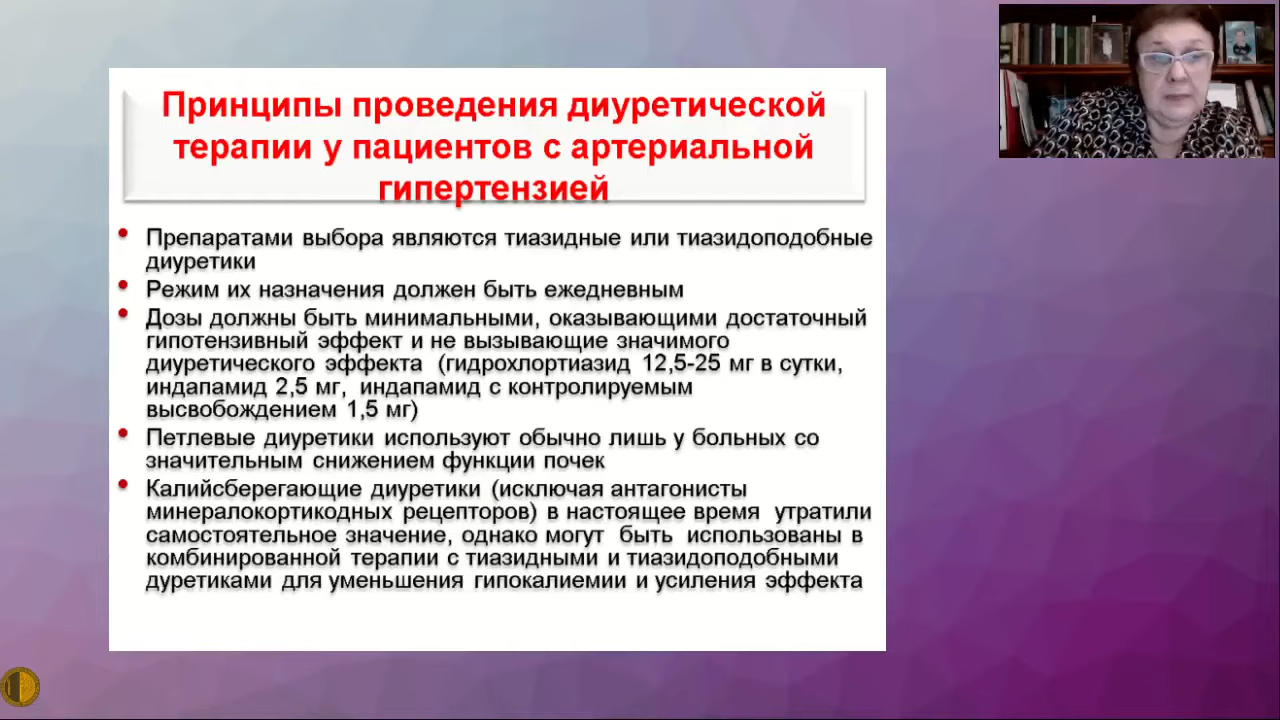 Принципы проведения диуретической
терапии у пациентов с артериальной
гипертензией
• Препаратами выбора являются тиазидные или тиазидоподобные
диуретики
• Режим их назначения должен быть ежедневным
• Дозы должны быть минимальными, оказывающими достаточный
гипотензивный эффект и не вызывающие значимого
диуретического эффекта (гидрохлортиазид 12,5-25 мг в сутки,
индапамид 2,5 мг, индапамид с контролируемым
высвобождением 1,5 мг)
• Петлевые диуретики используют обычно лишь у больных со
значительным снижением функции почек
• Калийсберегающие диуретики (исключая антагонисты
минералокортикодных рецепторов) в настоящее время утратили
самостоятельное значение, однако могут быть использованы в
комбинированной терапии с тиазидными и тиазидоподобными
дуретиками для уменьшения гипокалиемии и усиления эффекта